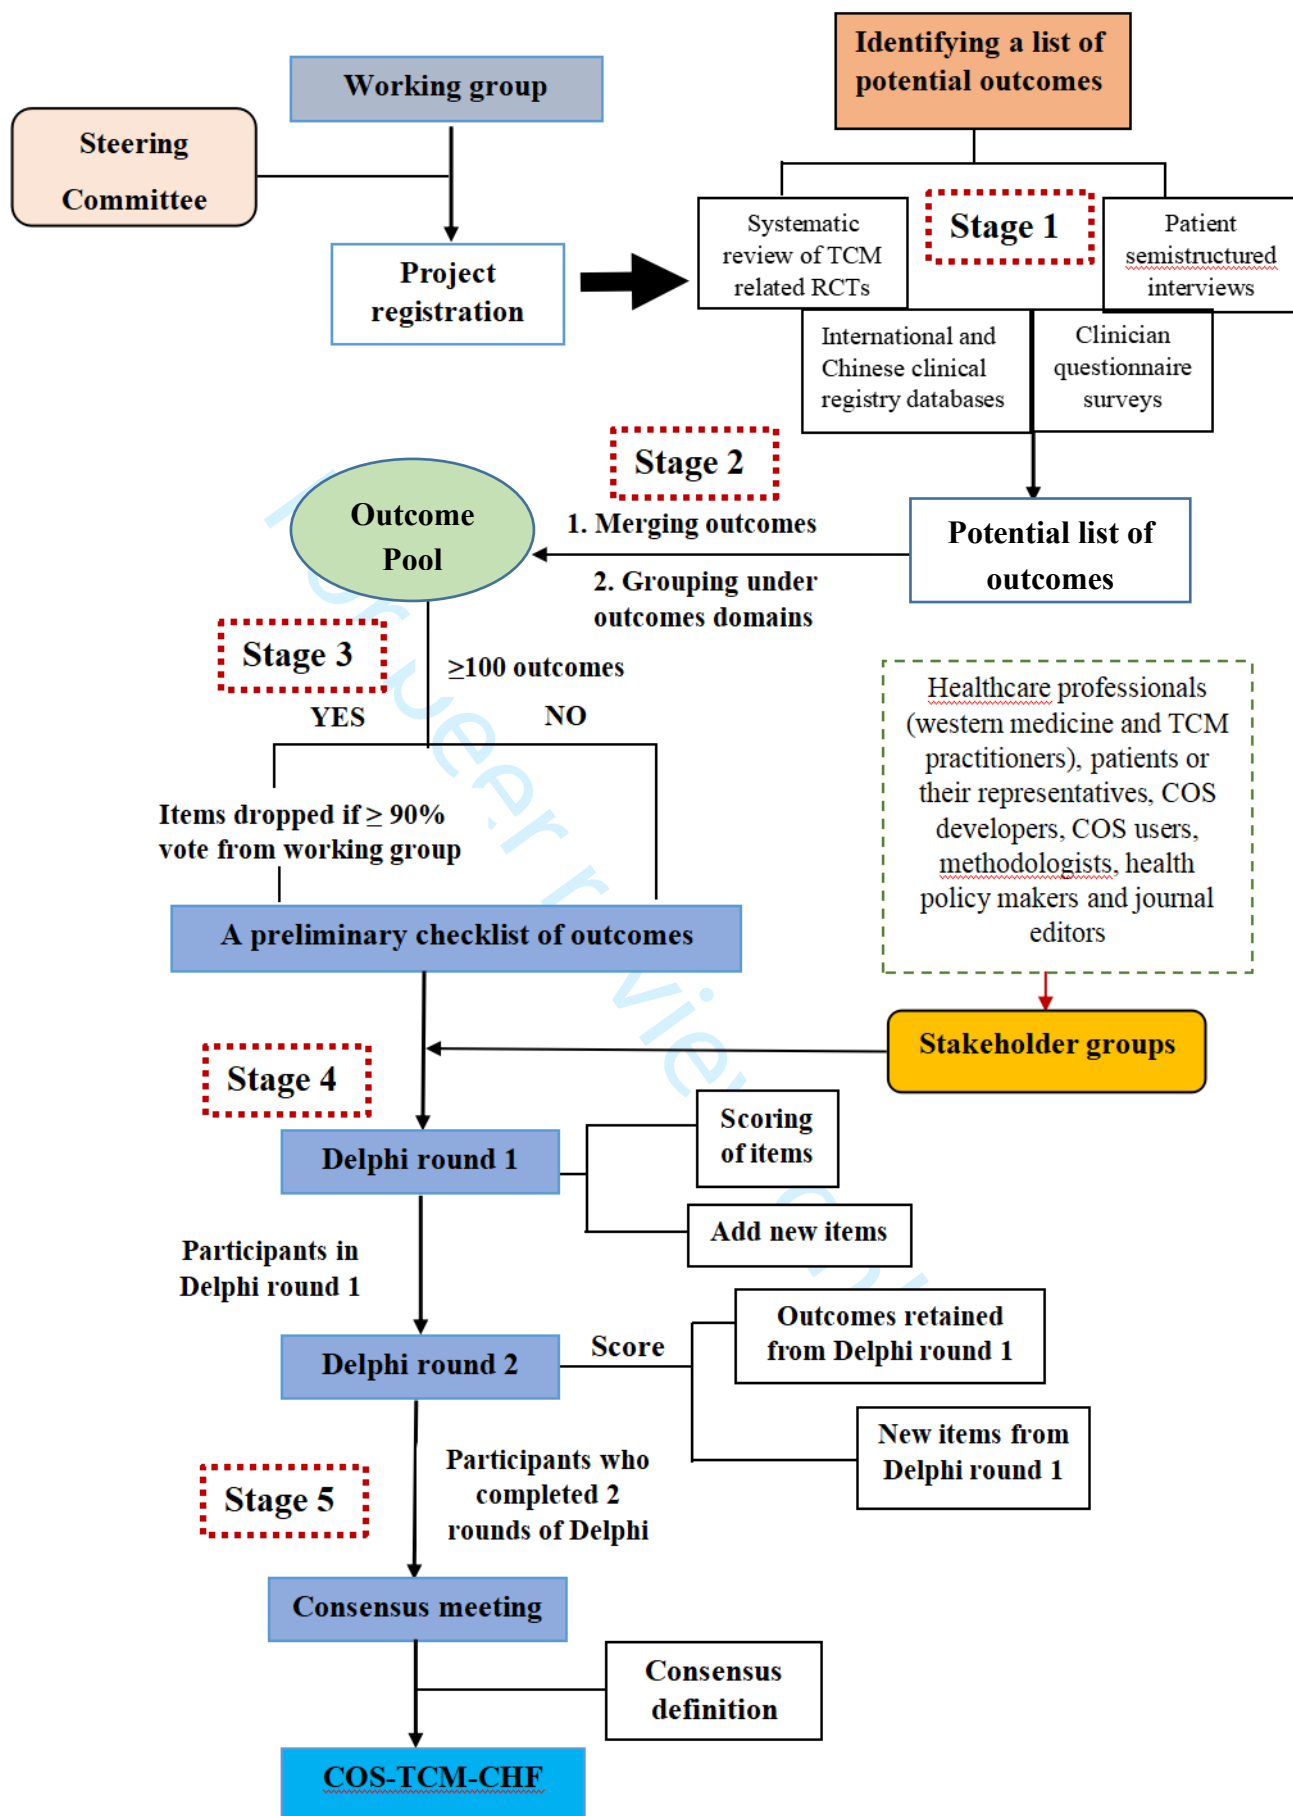 Working group
Steering
Committee
Project
registration
Identifying a list of
potential outcomes
Stage 1
Systematic
review of TCM
related RCTs
Patient
semistructured
interviews
International and
Chinese clinical
registry databases
Clinician
questionnaire
surveys
Stage 2
Potential list of
outcomes
1. Merging outcomes
2. Grouping under
outcomes domains
Outcome
Pool
Stage 3
≥100 outcomes
YES
NO
Items dropped if ≥ 90%
vote from working group
A preliminary checklist of outcomes
Healthcare professionals
(western medicine and TCM
practitioners), patients or
their representatives, COS
developers, COS users,
methodologists, health
policy makers and journal
editors
Stakeholder groups
Stage 4
Delphi round 1
Scoring
of items
Add new items
Participants in
Delphi round 1
Delphi round 2
Score
Outcomes retained
from Delphi round 1
New items from
Delphi round 1
Stage 5
Participants who
completed 2
rounds of Delphi
Consensus meeting
Consensus
definition
COS-TCM-CHF